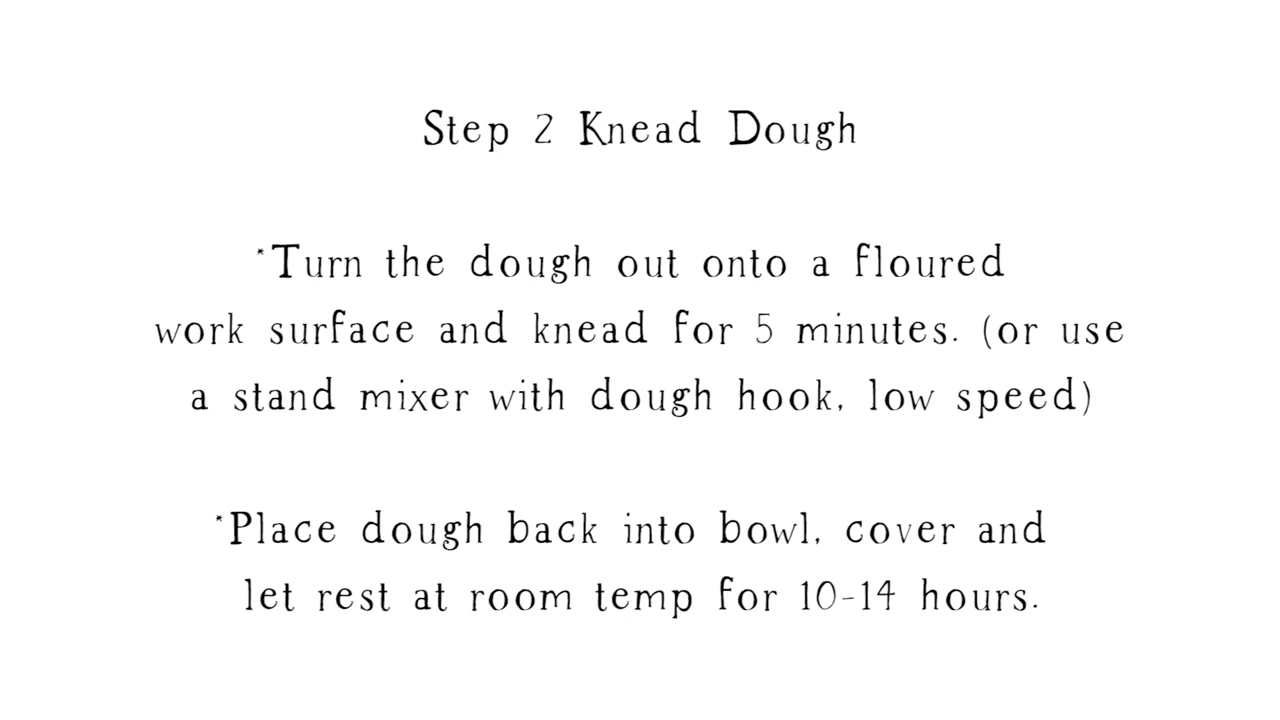 Step 2 Knead Dough
*Turn the dough out onto a floured
work surface and knead for 5 minutes. (or use
a stand mixer with dough hook, low speed)
*Place dough back into bowl, cover and
let rest at room temp for 10-14 hours.